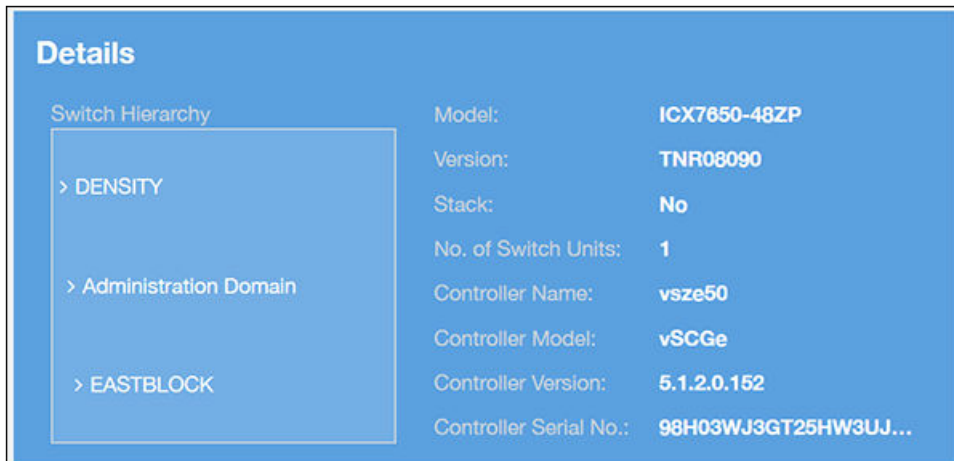 Details
Switch Hierarchy
> DENSITY
> Administration Domain
> EASTBLOCK
Model: ICX7650-48ZP
Version: TNR08090
Stack: No
No. of Switch Units: 1
Controller Name: vsze50
Controller Model: vSCGe
Controller Version: 5.1.2.0.152
Controller Serial No.: 98H03WJ3GT25HW3UJ...